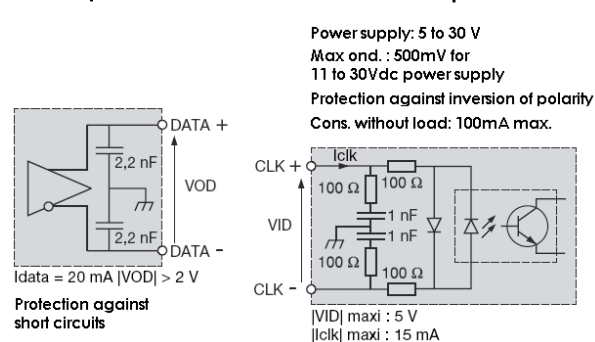 Power supply: 5 to 30 V
Max ond. : 500mV for
11 to 30Vdc power supply
Protection against inversion of polarity
Cons. without load: 100mA max.
DATA +
2,2 nF
VOD
2,2 nF
DATA -
Idata = 20 mA |VOD| > 2 V
Protection against
short circuits
CLK +
Iclk
100 Ω
100 Ω
1 nF
VID
1 nF
100 Ω
100 Ω
CLK -
|VID| maxi : 5 V
|Iclk| maxi : 15 mA